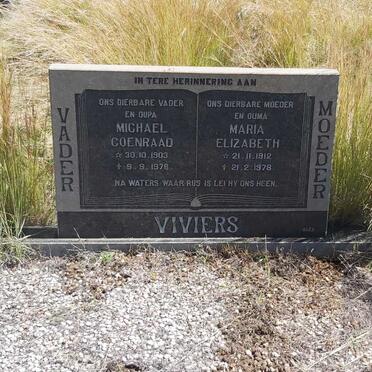 IN TERE HERINNERING AAN
VADER
ONS DIERBARE VADER
EN OUPA
MICHAEL
COENRAAD
☆ 30.10.1903
✝ 9.9.1978
ONS DIERBARE MOEDER
EN OUMA
MARIA
ELIZABETH
☆ 21.11.1912
✝ 21.2.1978
MOEDER
NA WATERS WAAR RUS IS LEI HY ONS HEEN.
VIVIERS